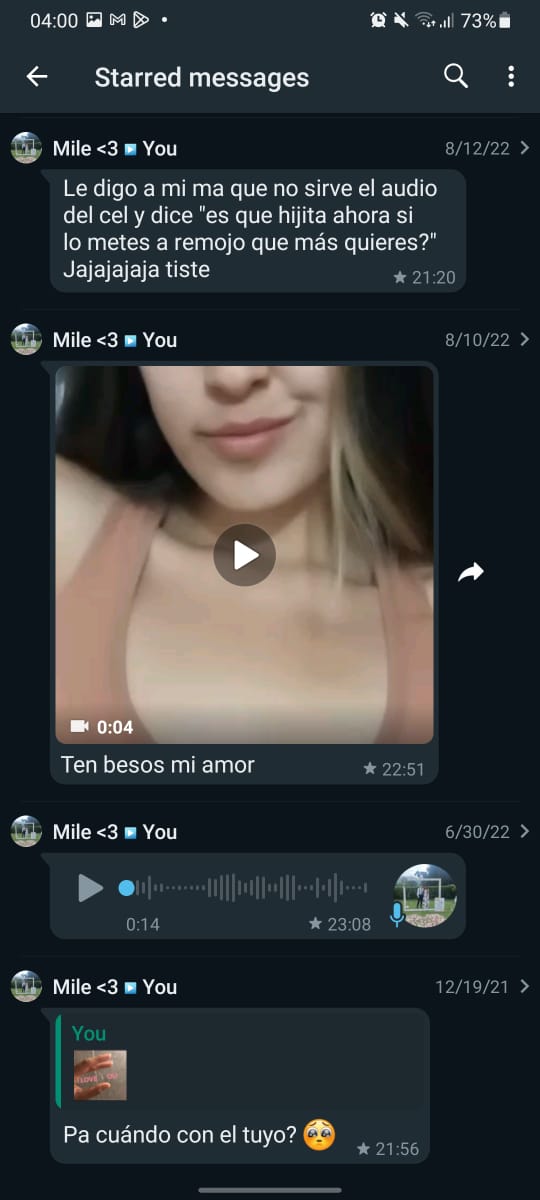 04:00
73%
Starred messages
Mile <3 ▶ You
8/12/22
Le digo a mi ma que no sirve el audio
del cel y dice "es que hijita ahora si
lo metes a remojo que más quieres?"
Jajajajaja tiste
21:20
Mile <3 ▶ You
8/10/22
0:04
Ten besos mi amor
22:51
Mile <3 ▶ You
6/30/22
0:14
23:08
Mile <3 ▶ You
12/19/21
You
Pa cuándo con el tuyo? 🥺
21:56